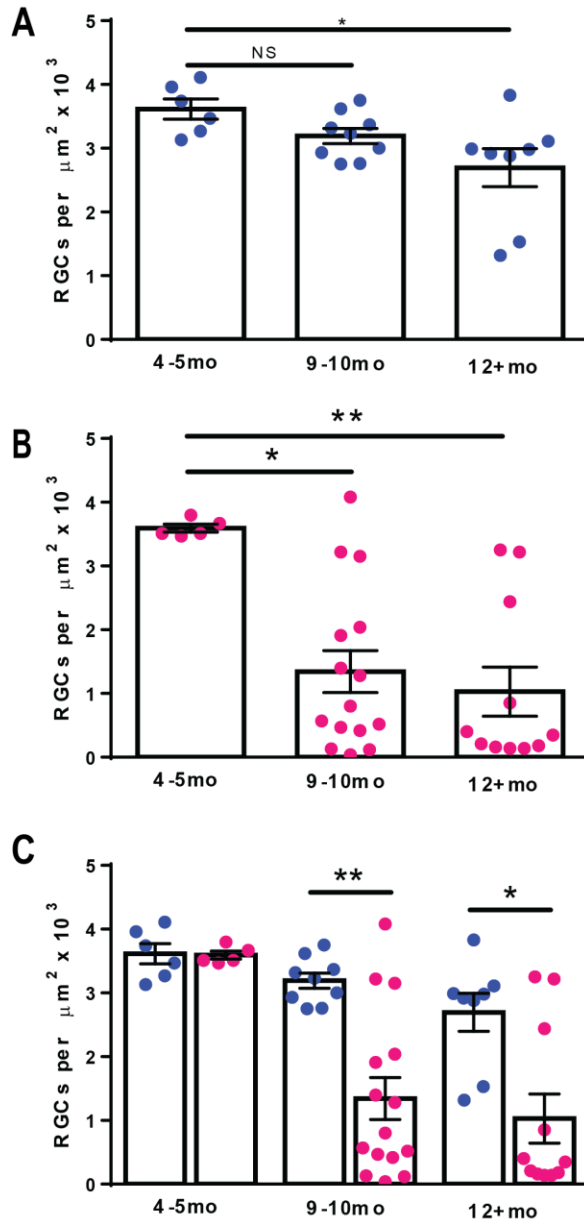 A
*
NS
RGCs per μm² x 10³
5
4
3
2
1
0
4-5mo
9-10mo
12+mo
B
**
*
RGCs per μm² x 10³
5
4
3
2
1
0
4-5mo
9-10mo
12+mo
C
**
*
RGCs per μm² x 10³
5
4
3
2
1
0
4-5mo
9-10mo
12+mo